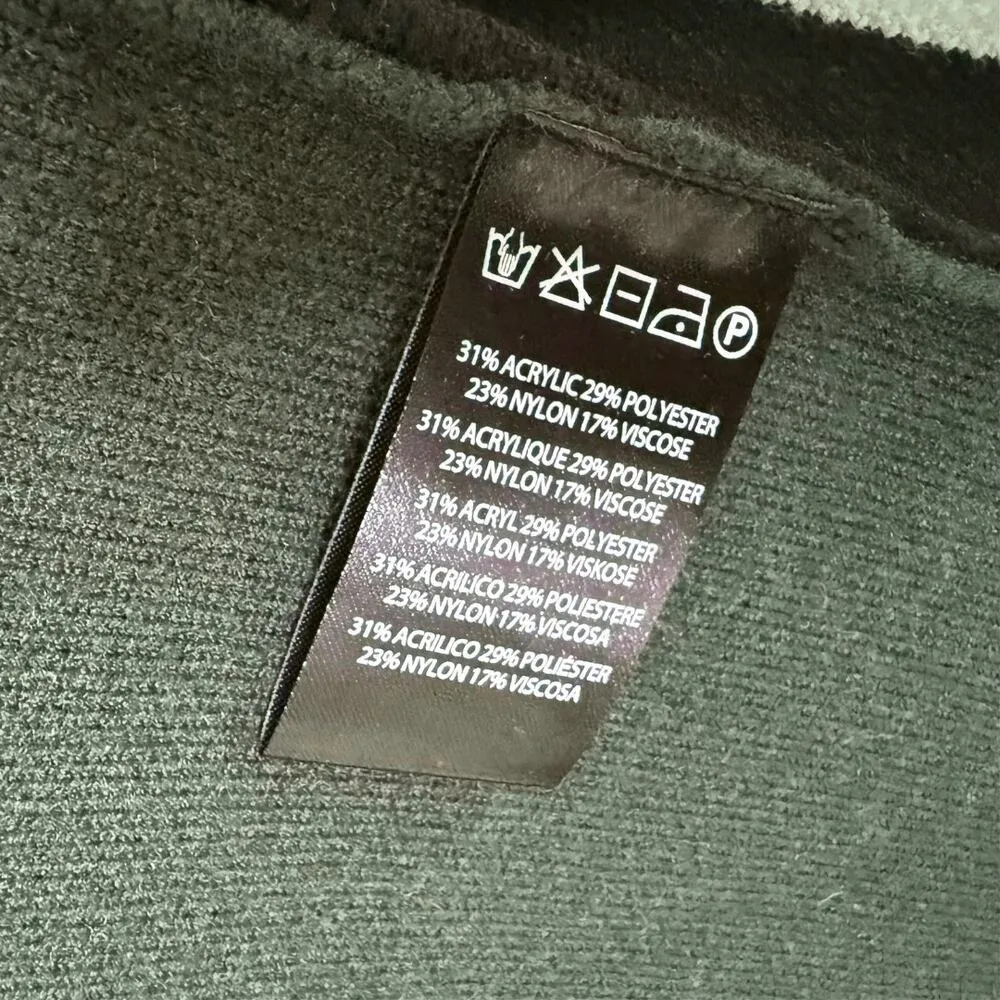 P
31% ACRYLIC 29% POLYESTER
23% NYLON 17% VISCOSE
31% ACRYLIQUE 29% POLYESTER
23% NYLON 17% VISCOSE
31% ACRYL 29% POLYESTER
23% NYLON 17% VISKOSE
31% ACRILICO 29% POLIESTERE
23% NYLON 17% VISCOSA
31% ACRILICO 29% POLIÉSTER
23% NYLON 17% VISCOSA